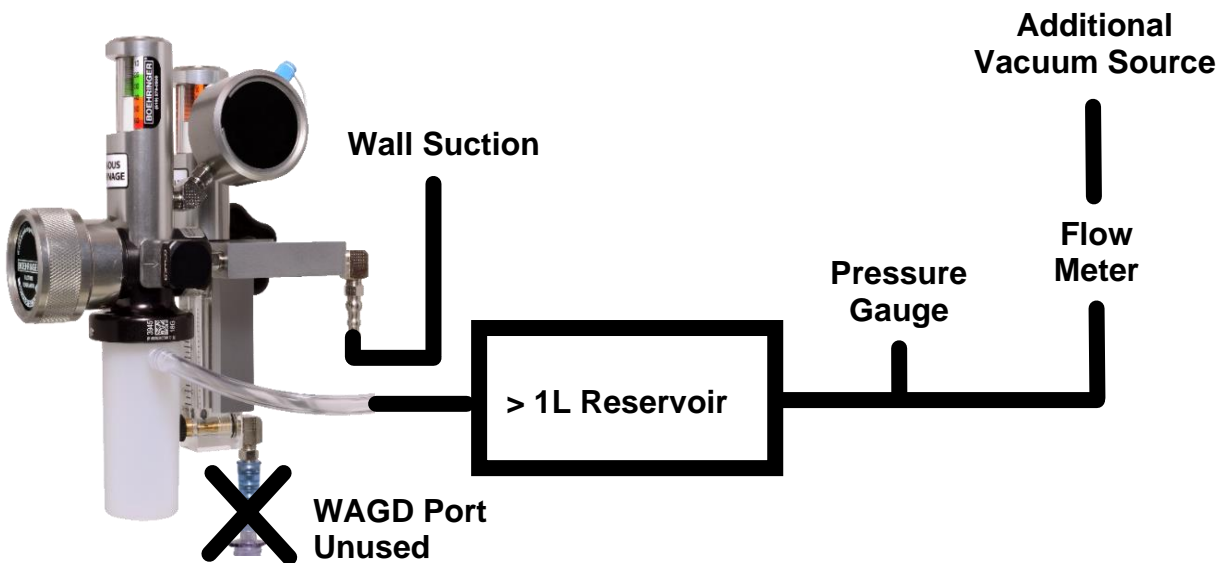 Additional
Vacuum Source
Wall Suction
Flow
Meter
Pressure
Gauge
> 1L Reservoir
WAGD Port
Unused
BOEHRINGER